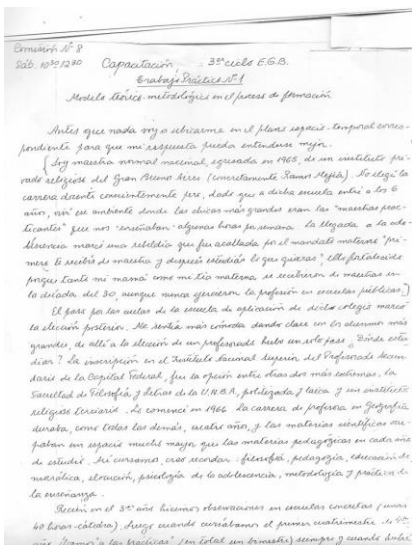 Comisión Nº 8
Sáb. 10³⁰/12³⁰ Capacitación 3er ciclo E.G.B.
Trabajo Práctico Nº 1
Modelo teórico-metodológico en el proceso de formación
Antes que nada voy a ubicarme en el plano espacio-temporal corres-
pondiente para que mi respuesta pueda entenderse mejor.
Soy maestra normal nacional, egresada en 1965, de un instituto pri-
vado religioso del Gran Buenos Aires (concretamente Ramos Mejía). No elegí la
carrera docente conscientemente pero, dado que a dicha escuela entré a los 6
años, viví un ambiente donde las chicas más grandes eran las "maestras prac-
ticantes" que nos "enseñaban" algunas horas por semana. La llegada a la ado-
lescencia marcó una rebeldía que fue acallada por el mandato materno "pri-
mero te recibís de maestra y después estudiás lo que quieras", ello fortalecido
porque tanto mi mamá como mi tía materna se recibieron de maestras en
la década del 30, aunque nunca ejercieron la profesión en escuelas públicas.]
El paso por las aulas de la escuela de aplicación de dicho colegio marcó
la elección posterior. Me sentía más cómoda dando clase con los alumnos más
grandes, de allí a la elección de un profesorado hubo un solo paso. ¿Dónde estu-
diar? La inscripción en el Instituto Nacional Superior del Profesorado Secun-
dario de la Capital Federal, fue la opción entre otras dos más extremas, la
Facultad de Filosofía y Letras de la U.N.B.A, politizada y laica y un instituto
religioso terciario. Lo comencé en 1966. La carrera de profesora en Geografía
duraba, como todas las demás, cuatro años, y las materias científicas ocu-
paban un espacio mucho mayor que las materias pedagógicas en cada año
de estudio. Así cursamos, creo recordar: filosofía, pedagogía, educación de-
mocrática, elocución, psicología de la adolescencia, metodología y práctica de
la enseñanza.
Recién en el 3er año hicimos observaciones en escuelas concretas (unas
40 horas-cátedra). Luego cuando cursábamos el primer cuatrimestre de 4to
año "íbamos a las prácticas" (en total un bimestre) siempre y cuando